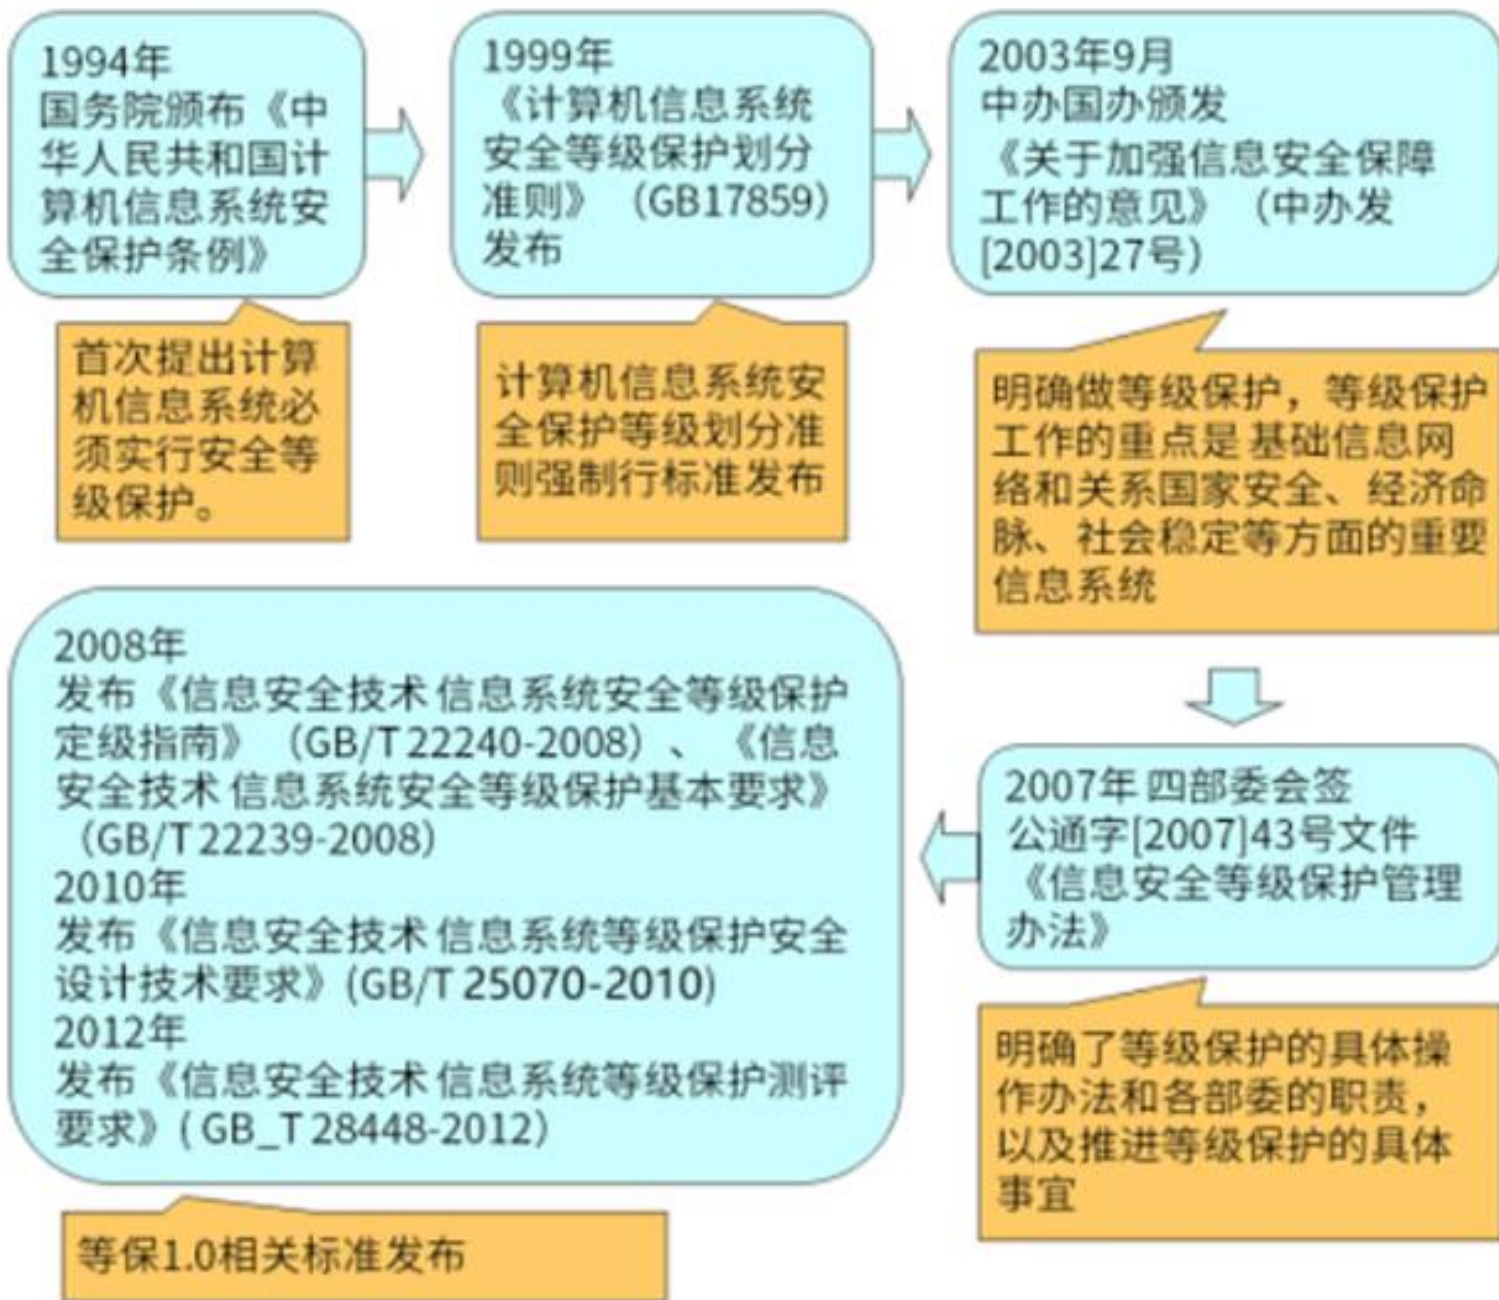 1994年
国务院颁布《中
华人民共和国计
算机信息系统安
全保护条例》
首次提出计算
机信息系统必
须实行安全等
级保护。
1999年
《计算机信息系统
安全等级保护划分
准则》（GB17859）
发布
计算机信息系统安
全保护等级划分准
则强制行标准发布
2003年9月
中办国办颁发
《关于加强信息安全保障
工作的意见》（中办发
[2003]27号）
明确做等级保护，等级保护
工作的重点是 基础信息网
络和关系国家安全、经济命
脉、社会稳定等方面的重要
信息系统
2007年 四部委会签
公通字[2007]43号文件
《信息安全等级保护管理
办法》
明确了等级保护的具体操
作办法和各部委的职责，
以及推进等级保护的具体
事宜
2008年
发布《信息安全技术 信息系统安全等级保护
定级指南》（GB/T 22240-2008）、《信息
安全技术 信息系统安全等级保护基本要求》
（GB/T 22239-2008）
2010年
发布《信息安全技术 信息系统等级保护安全
设计技术要求》(GB/T 25070-2010)
2012年
发布《信息安全技术 信息系统等级保护测评
要求》( GB_T 28448-2012）
等保1.0相关标准发布